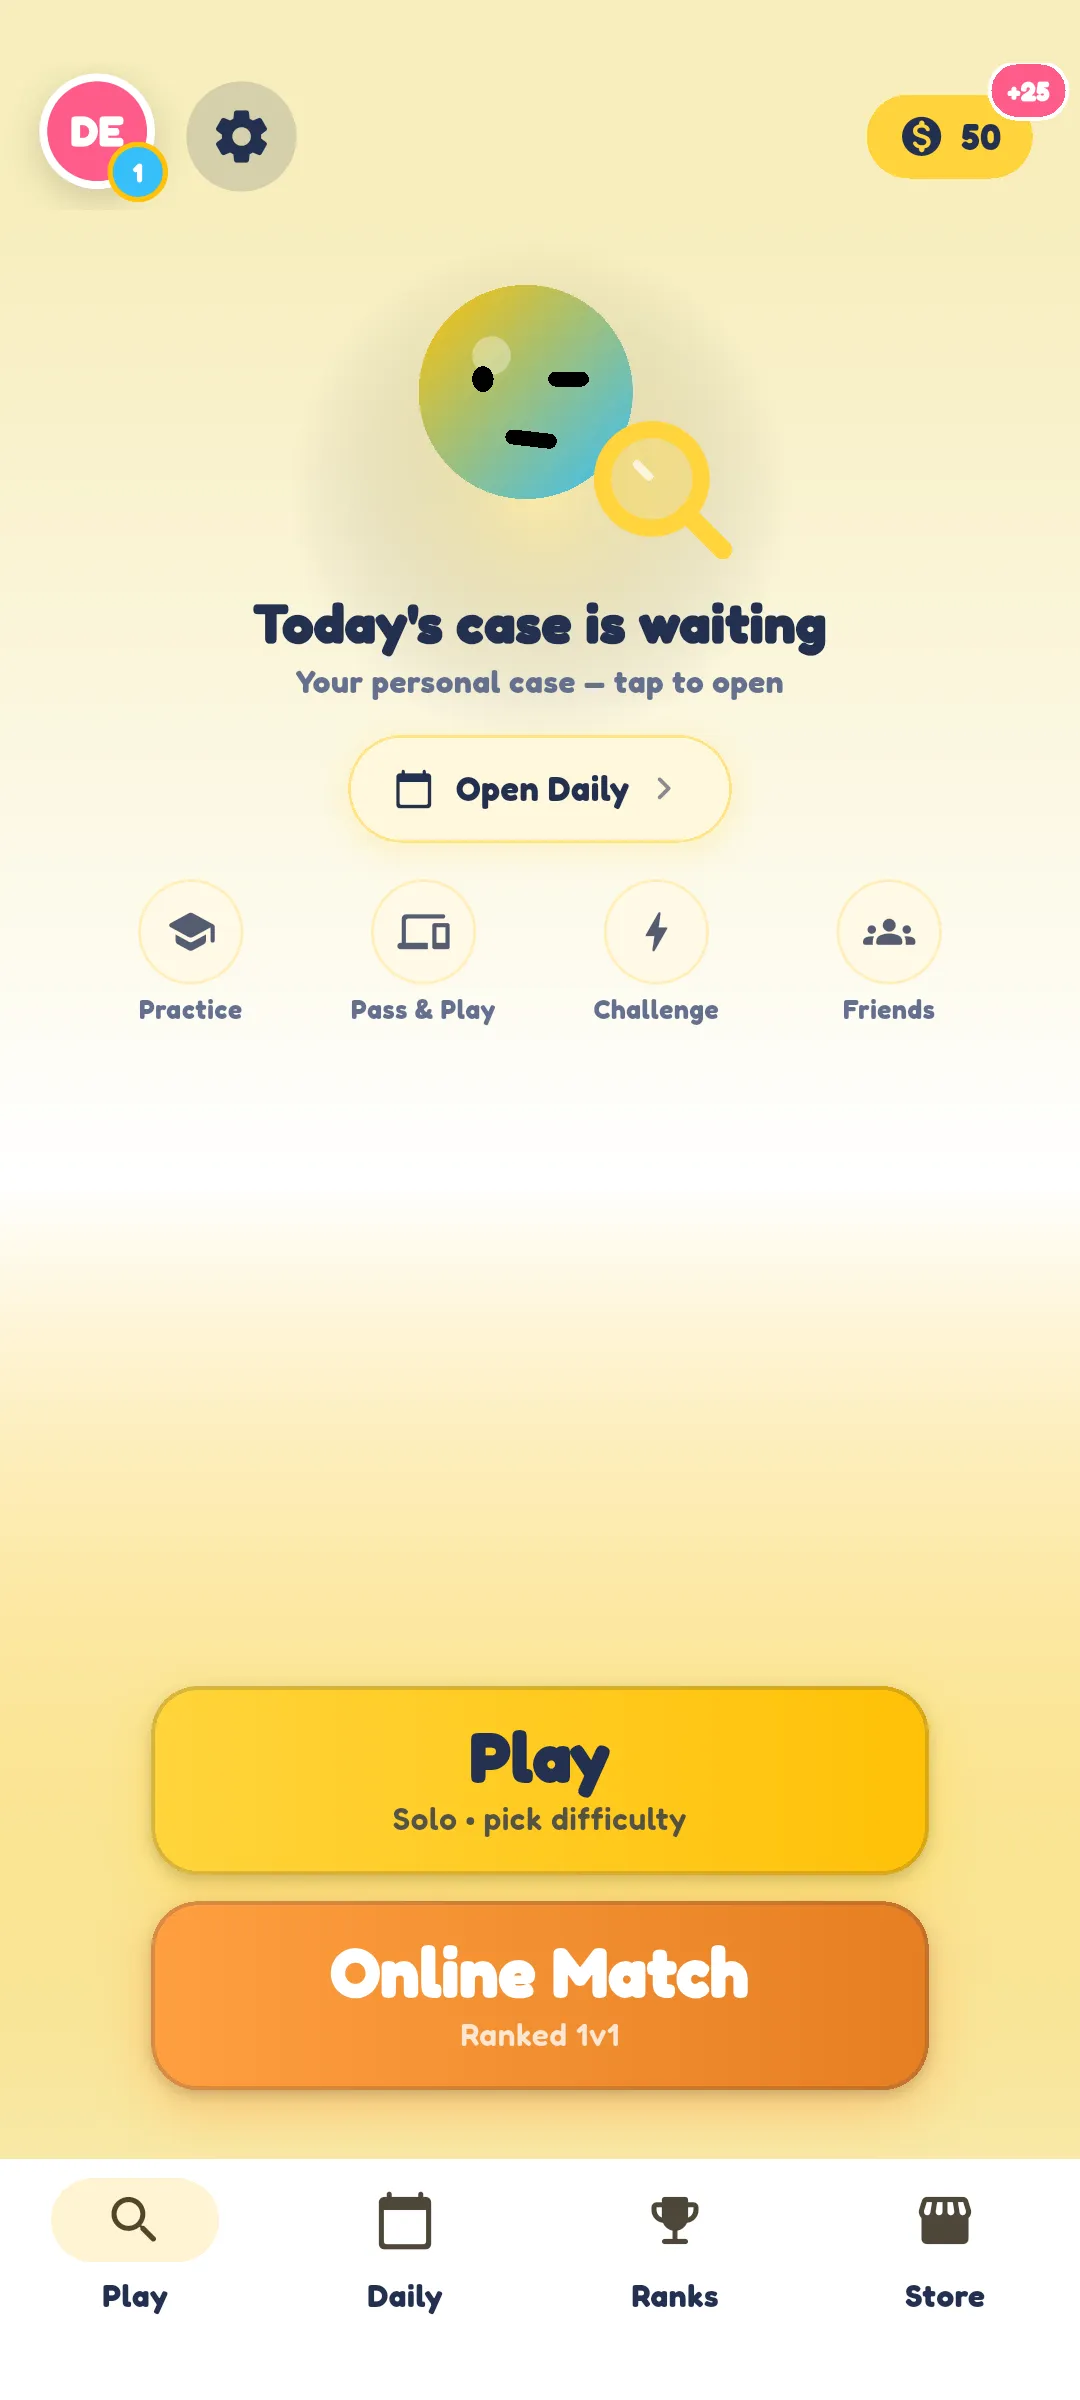 DE
1
50
+25
Today's case is waiting
Your personal case – tap to open
Open Daily
Practice
Pass & Play
Challenge
Friends
Play
Solo • pick difficulty
Online Match
Ranked 1v1
Play
Daily
Ranks
Store